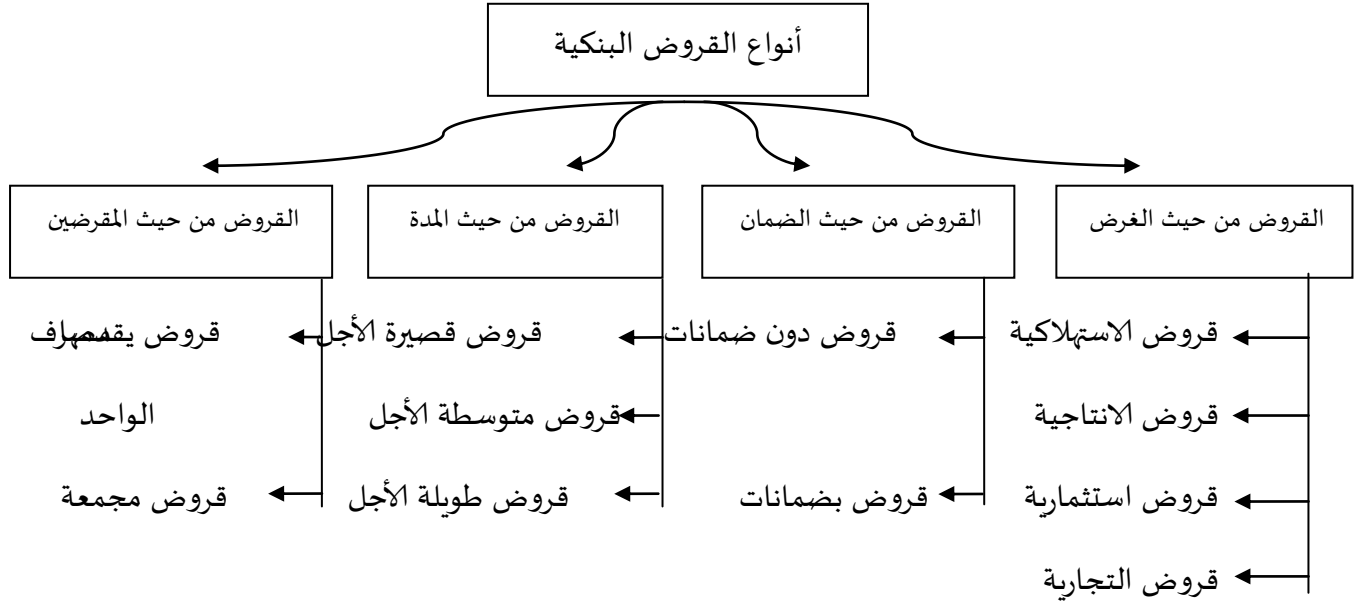 أنواع القروض البنكية
القروض من حيث الغرض
قروض الاستهلاكية
قروض الانتاجية
قروض استثمارية
قروض التجارية
القروض من حيث الضمان
قروض دون ضمانات
قروض بضمانات
القروض من حيث المدة
قروض قصيرة الأجل
قروض متوسطة الأجل
قروض طويلة الأجل
القروض من حيث المقرضين
قروض
الواحد
قروض مجمعة